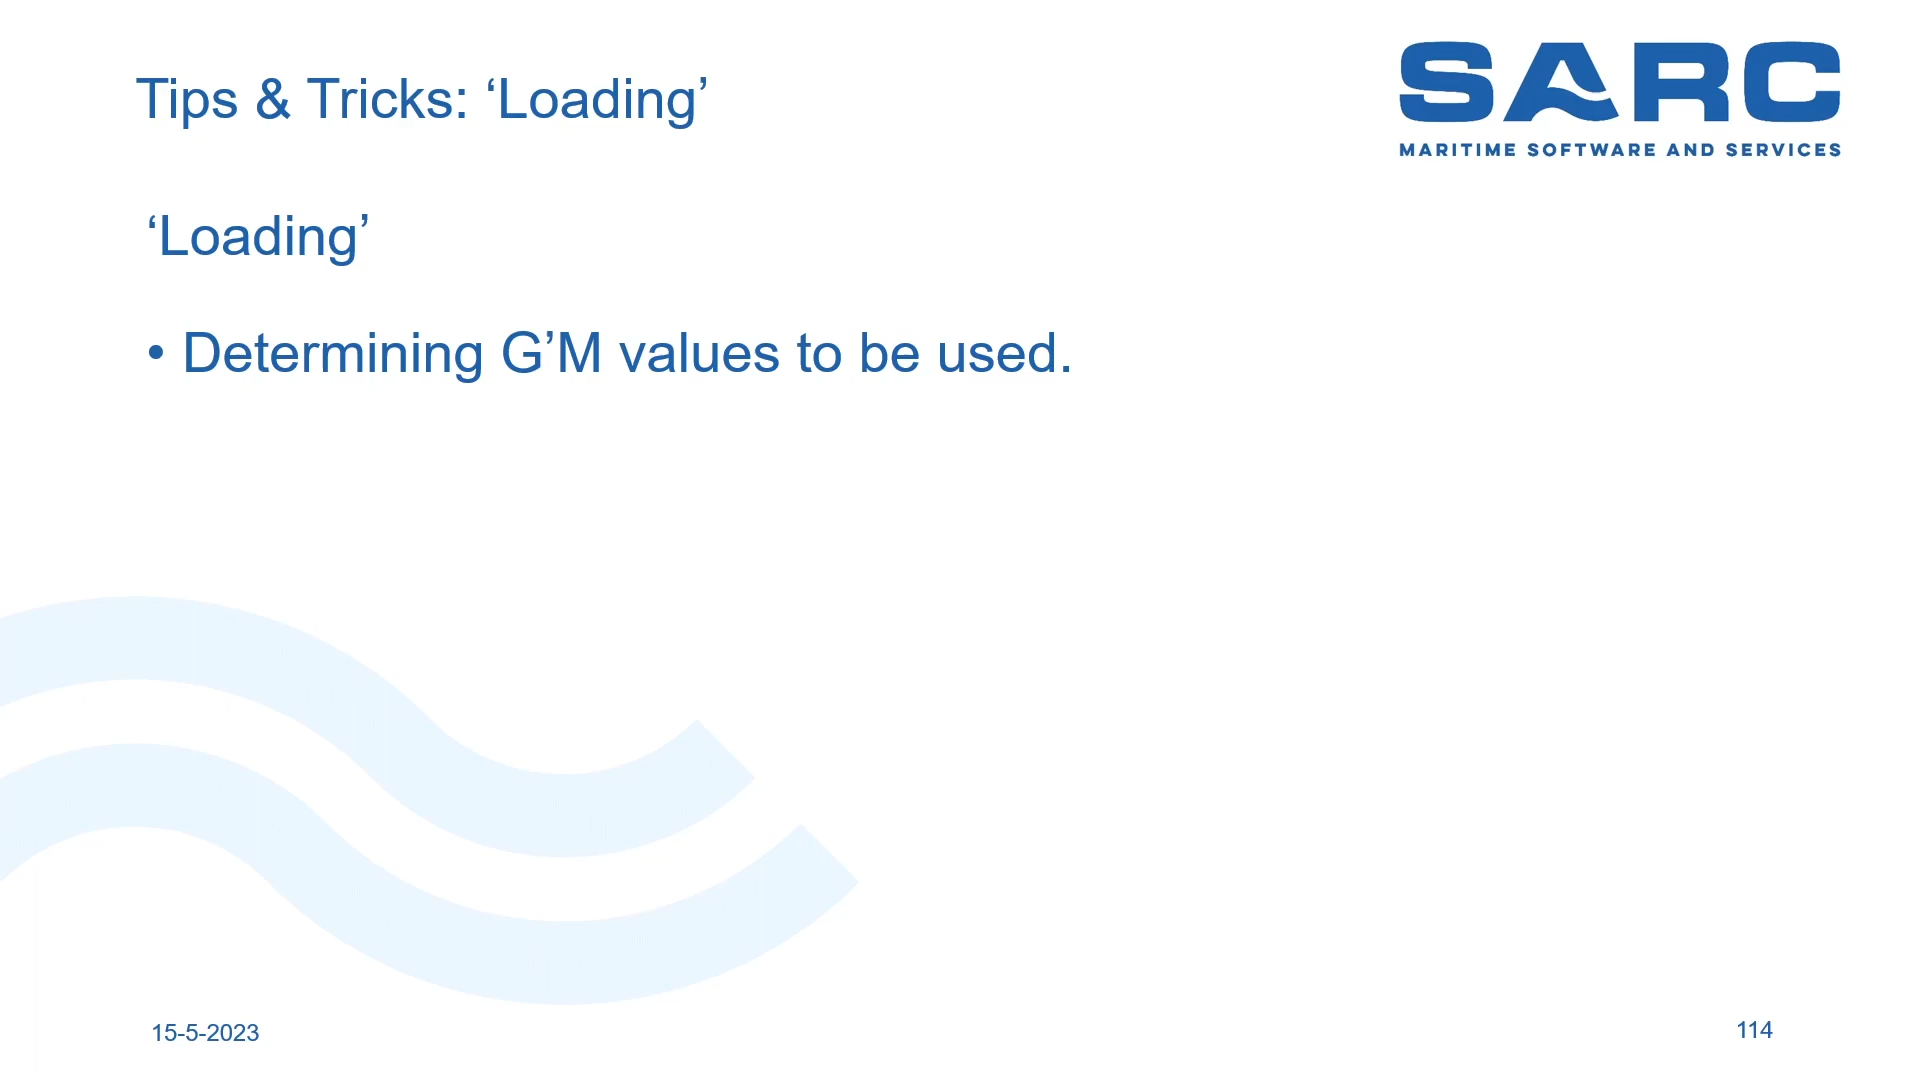 Tips & Tricks: ‘Loading’
SARC
MARITIME SOFTWARE AND SERVICES
‘Loading’
• Determining G’M values to be used.
15-5-2023
114